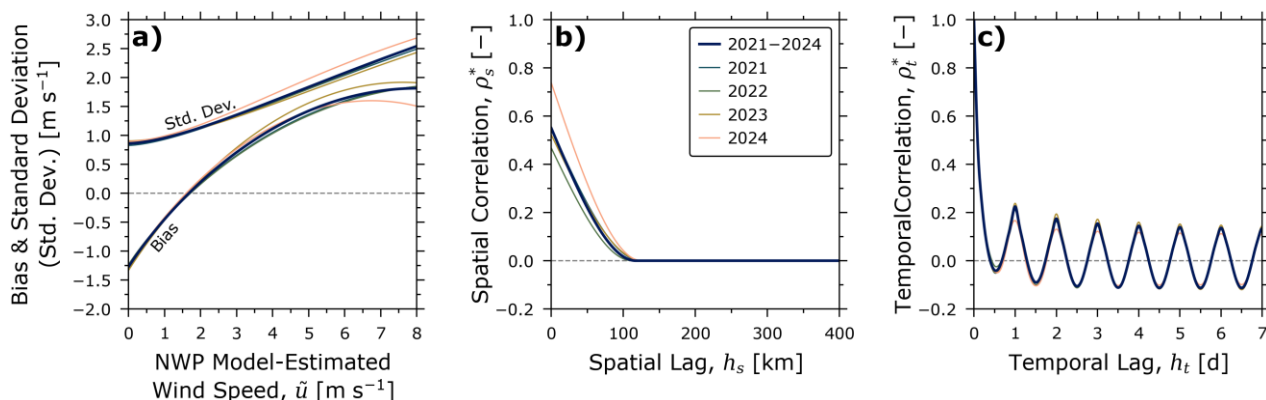 a)
Bias & Standard Deviation
(Std. Dev.) [m s⁻¹]
3.0
2.5
2.0
1.5
1.0
0.5
0.0
−0.5
−1.0
−1.5
−2.0
Std. Dev.
Bias
0 1 2 3 4 5 6 7 8
NWP Model-Estimated
Wind Speed, ũ [m s⁻¹]
b)
Spatial Correlation, ρ*ₛ [−]
1.0
0.8
0.6
0.4
0.2
0.0
−0.2
2021−2024
2021
2022
2023
2024
0 100 200 300 400
Spatial Lag, hₛ [km]
c)
TemporalCorrelation, ρ*ₜ [−]
1.0
0.8
0.6
0.4
0.2
0.0
−0.2
0 1 2 3 4 5 6 7
Temporal Lag, hₜ [d]